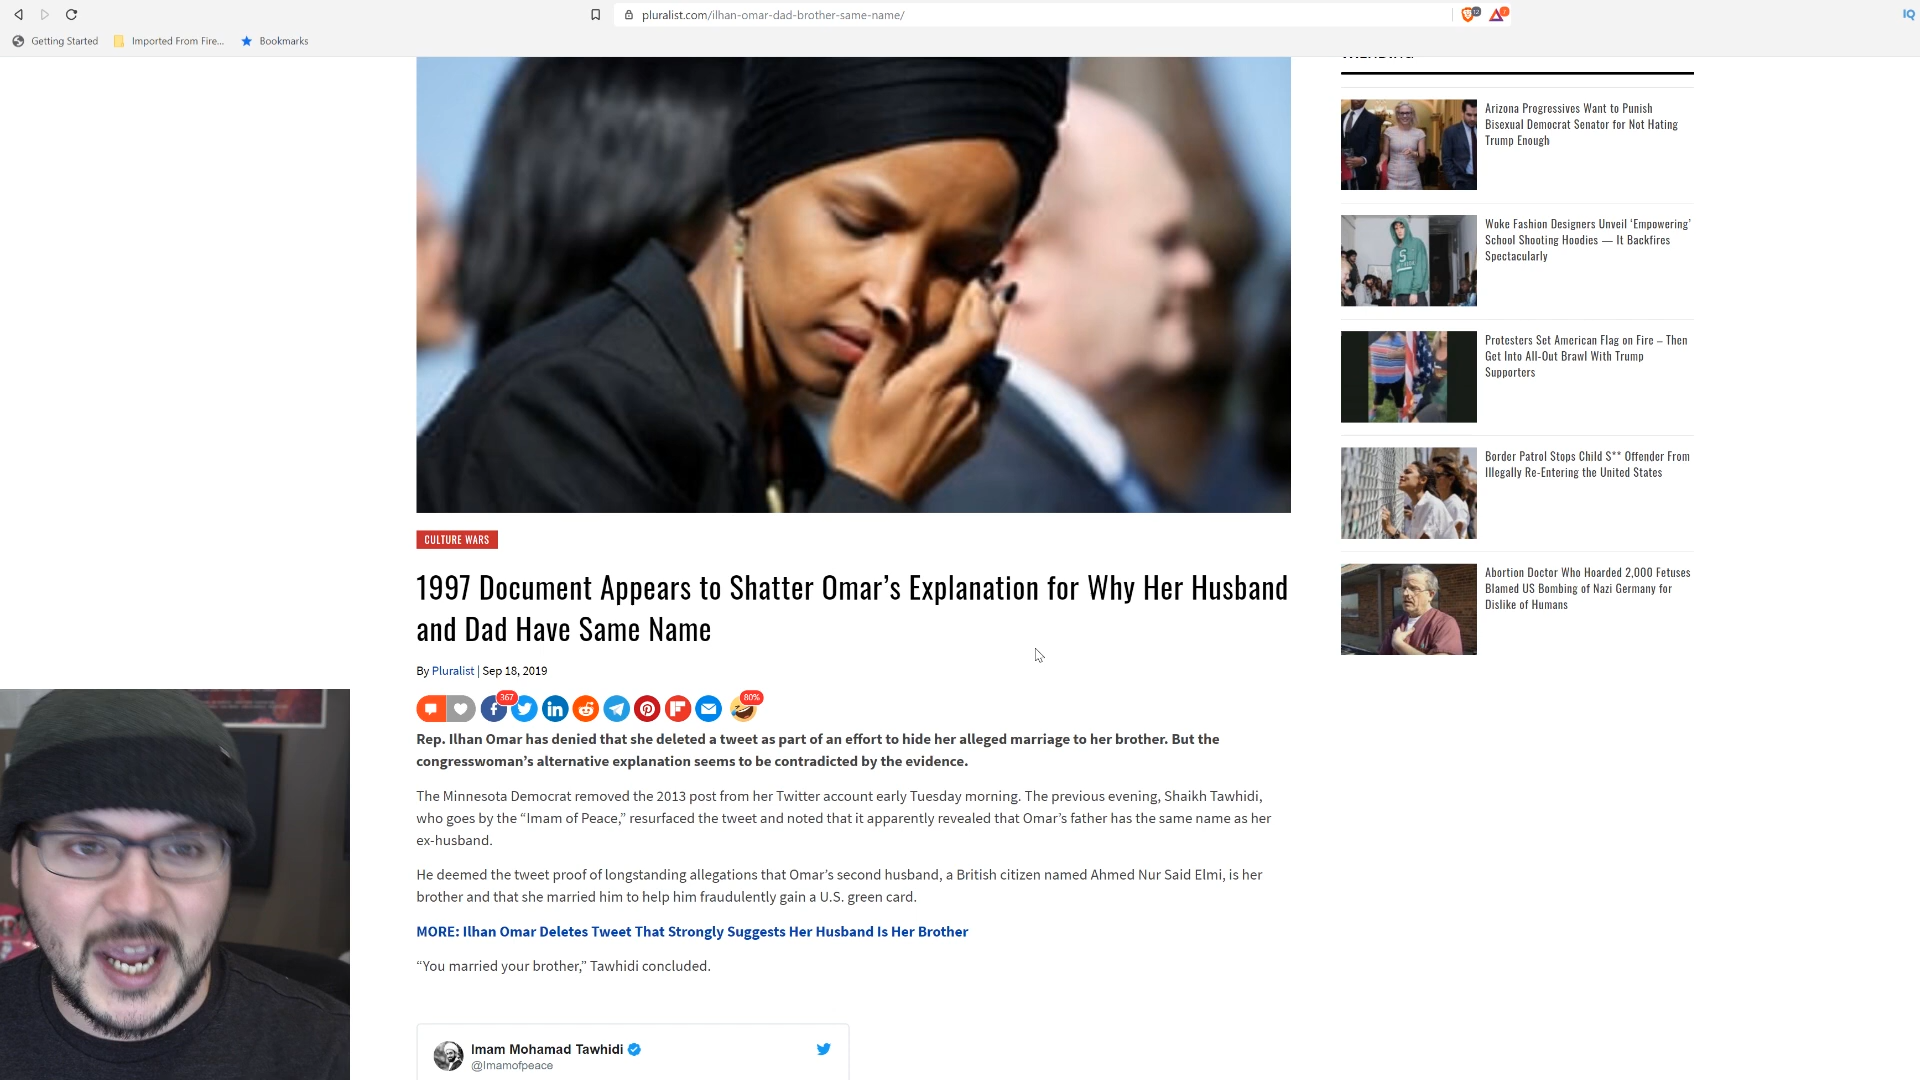 pluralist.com/ilhan-omar-dad-brother-same-name/
12
IQ
Getting Started
Imported From Fire...
Bookmarks
CULTURE WARS
1997 Document Appears to Shatter Omar’s Explanation for Why Her Husband
and Dad Have Same Name
By Pluralist | Sep 18, 2019
367
80%
Rep. Ilhan Omar has denied that she deleted a tweet as part of an effort to hide her alleged marriage to her brother. But the
congresswoman’s alternative explanation seems to be contradicted by the evidence.
The Minnesota Democrat removed the 2013 post from her Twitter account early Tuesday morning. The previous evening, Shaikh Tawhidi,
who goes by the “Imam of Peace,” resurfaced the tweet and noted that it apparently revealed that Omar’s father has the same name as her
ex-husband.
He deemed the tweet proof of longstanding allegations that Omar’s second husband, a British citizen named Ahmed Nur Said Elmi, is her
brother and that she married him to help him fraudulently gain a U.S. green card.
MORE: Ilhan Omar Deletes Tweet That Strongly Suggests Her Husband Is Her Brother
“You married your brother,” Tawhidi concluded.
Imam Mohamad Tawhidi
@Imamofpeace
Arizona Progressives Want to Punish
Bisexual Democrat Senator for Not Hating
Trump Enough
Woke Fashion Designers Unveil ‘Empowering’
School Shooting Hoodies — It Backfires
Spectacularly
Protesters Set American Flag on Fire – Then
Get Into All-Out Brawl With Trump
Supporters
Border Patrol Stops Child S** Offender From
Illegally Re-Entering the United States
Abortion Doctor Who Hoarded 2,000 Fetuses
Blamed US Bombing of Nazi Germany for
Dislike of Humans